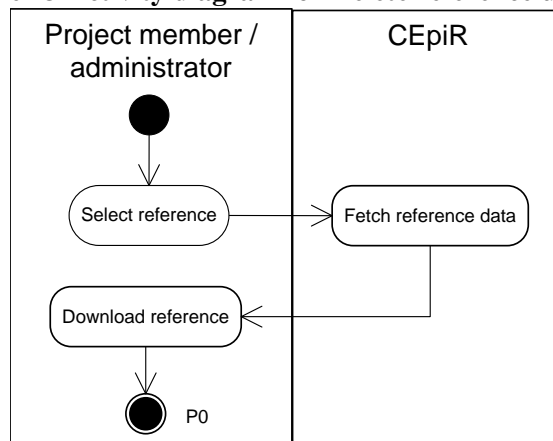 Project member /
administrator
CEpiR
Select reference
Fetch reference data
Download reference
P0